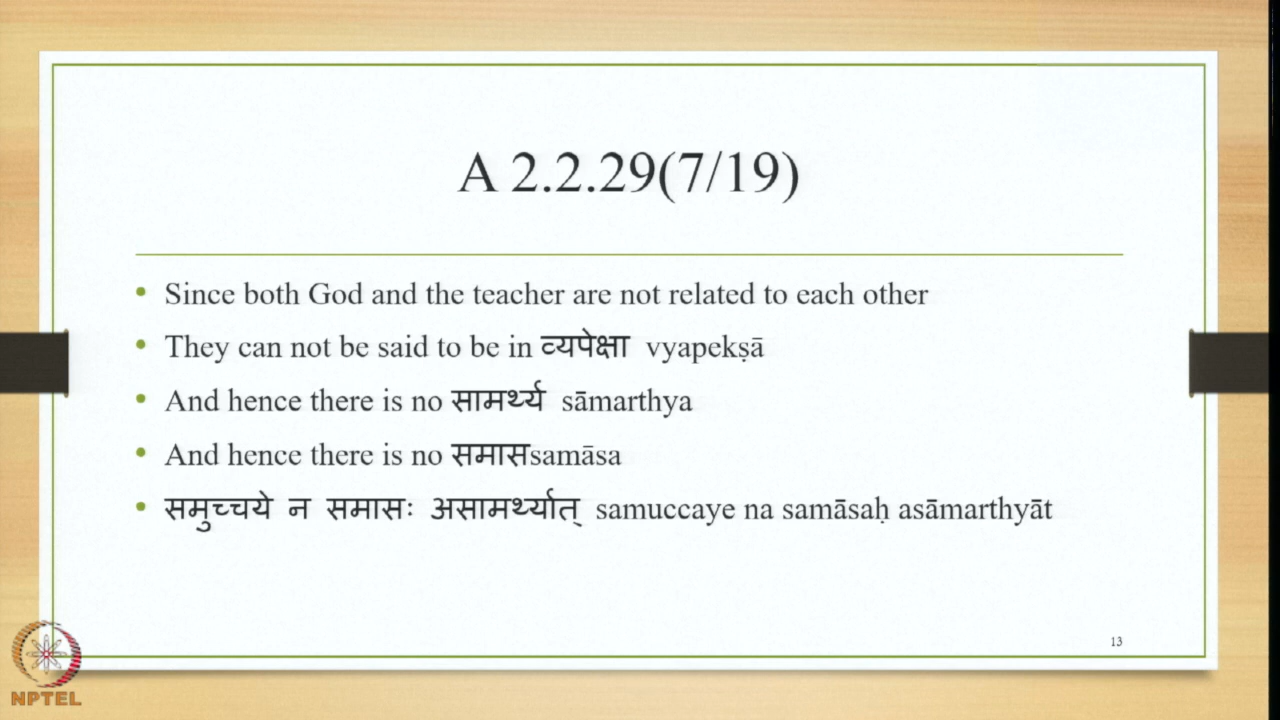 A 2.2.29(7/19)
Since both God and the teacher are not related to each other
They can not be said to be in व्यपेक्षा vyapekṣā
And hence there is no सामर्थ्य sāmarthya
And hence there is no समासsamāsa
समुच्चये न समासः असामर्थ्यात् samuccaye na samāsaḥ asāmarthyāt
13
NPTEL